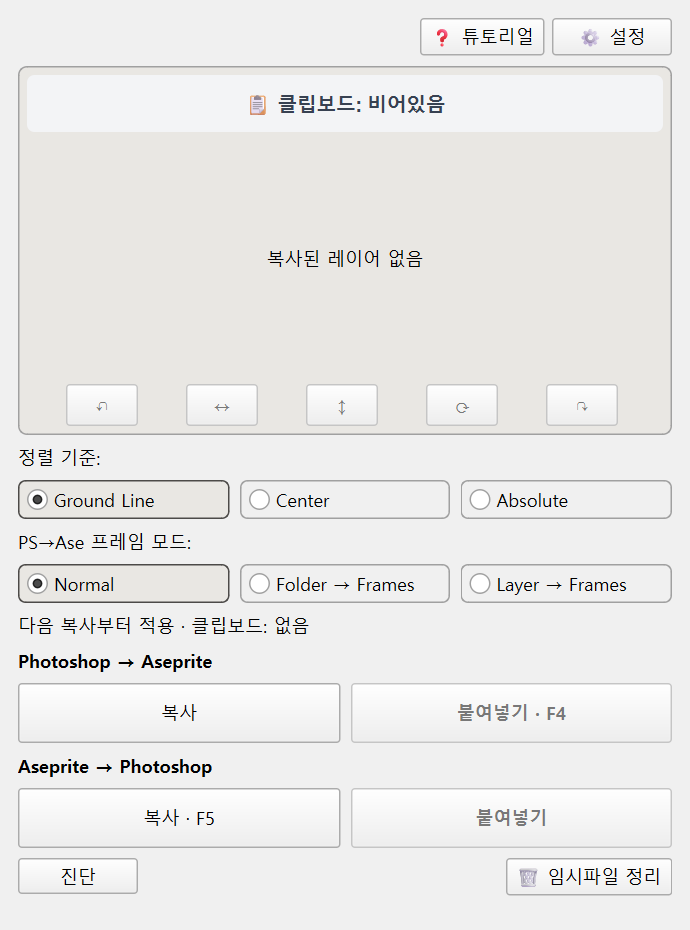 ❓ 튜토리얼 ⚙ 설정
📋 클립보드: 비어있음
복사된 레이어 없음
↶ ↔ ↕ ⟳ ↷
정렬 기준:
Ground Line Center Absolute
PS→Ase 프레임 모드:
Normal Folder → Frames Layer → Frames
다음 복사부터 적용 · 클립보드: 없음
Photoshop → Aseprite
복사 붙여넣기 · F4
Aseprite → Photoshop
복사 · F5 붙여넣기
진단 🗑 임시파일 정리